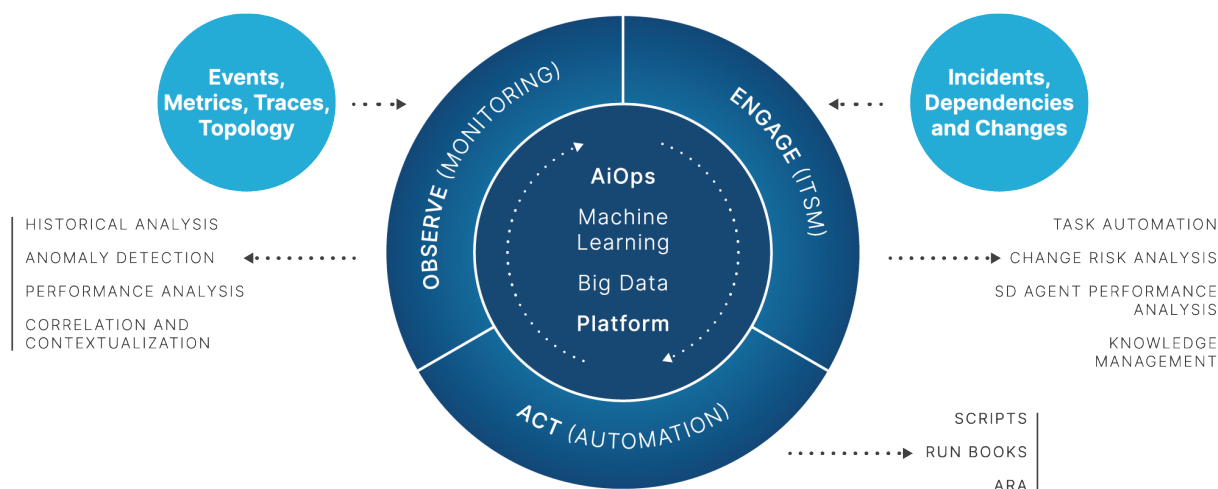 Events,
Metrics, Traces,
Topology
Incidents,
Dependencies
and Changes
OBSERVE (MONITORING)
ENGAGE (ITSM)
ACT (AUTOMATION)
AiOps
Machine
Learning
Big Data
Platform
HISTORICAL ANALYSIS
ANOMALY DETECTION
PERFORMANCE ANALYSIS
CORRELATION AND
CONTEXTUALIZATION
TASK AUTOMATION
CHANGE RISK ANALYSIS
SD AGENT PERFORMANCE
ANALYSIS
KNOWLEDGE
MANAGEMENT
SCRIPTS
RUN BOOKS
ARA